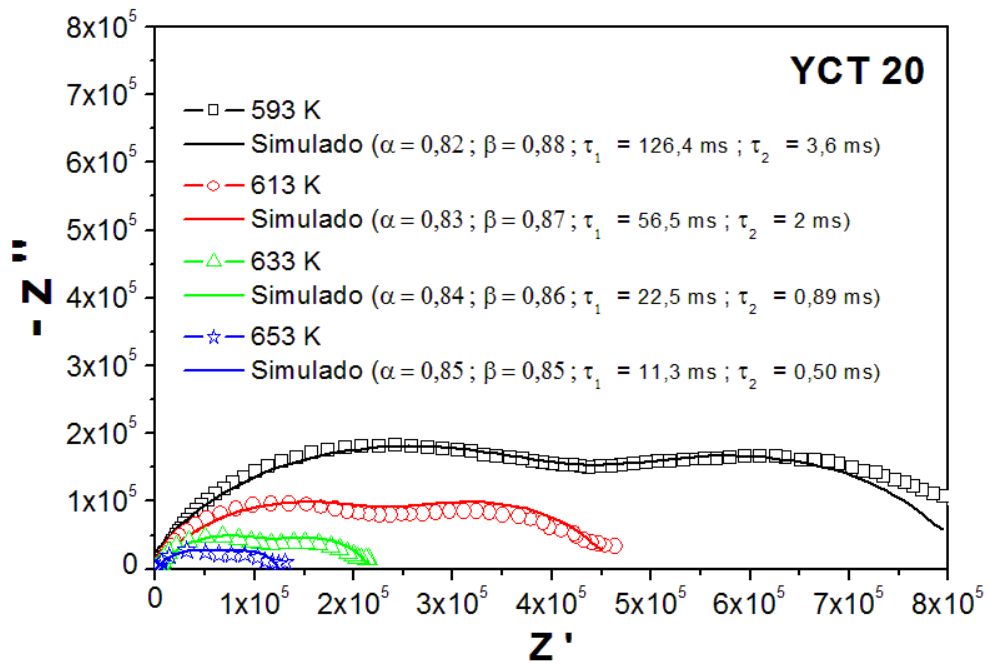 8x10⁵
7x10⁵
6x10⁵
5x10⁵
4x10⁵
3x10⁵
2x10⁵
1x10⁵
0
- Z ''
YCT 20
593 K
Simulado (α = 0,82 ; β = 0,88 ; τ₁ = 126,4 ms ; τ₂ = 3,6 ms)
613 K
Simulado (α = 0,83 ; β = 0,87 ; τ₁ = 56,5 ms ; τ₂ = 2 ms)
633 K
Simulado (α = 0,84 ; β = 0,86 ; τ₁ = 22,5 ms ; τ₂ = 0,89 ms)
653 K
Simulado (α = 0,85 ; β = 0,85 ; τ₁ = 11,3 ms ; τ₂ = 0,50 ms)
0 1x10⁵ 2x10⁵ 3x10⁵ 4x10⁵ 5x10⁵ 6x10⁵ 7x10⁵ 8x10⁵
Z '